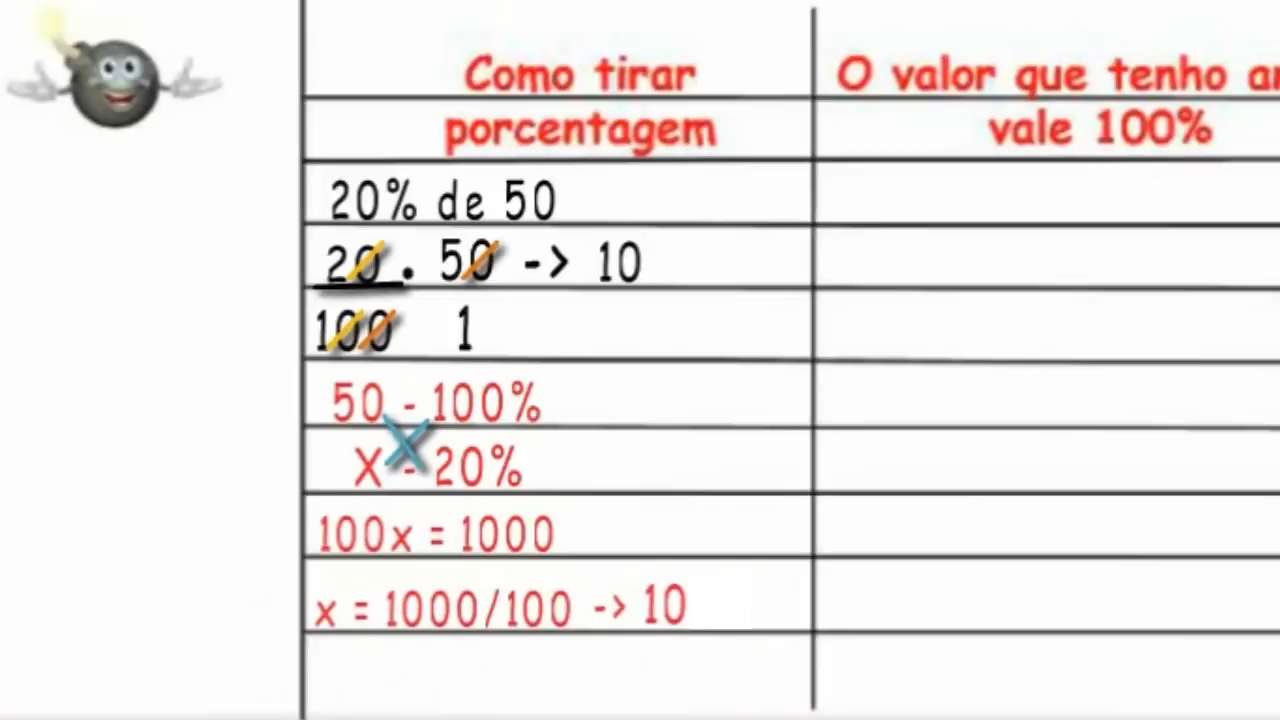 Como tirar
porcentagem
O valor que tenho
vale 100%
20% de 50
20 . 50 -> 10
100 1
50 - 100%
X - 20%
100x = 1000
x = 1000/100 -> 10